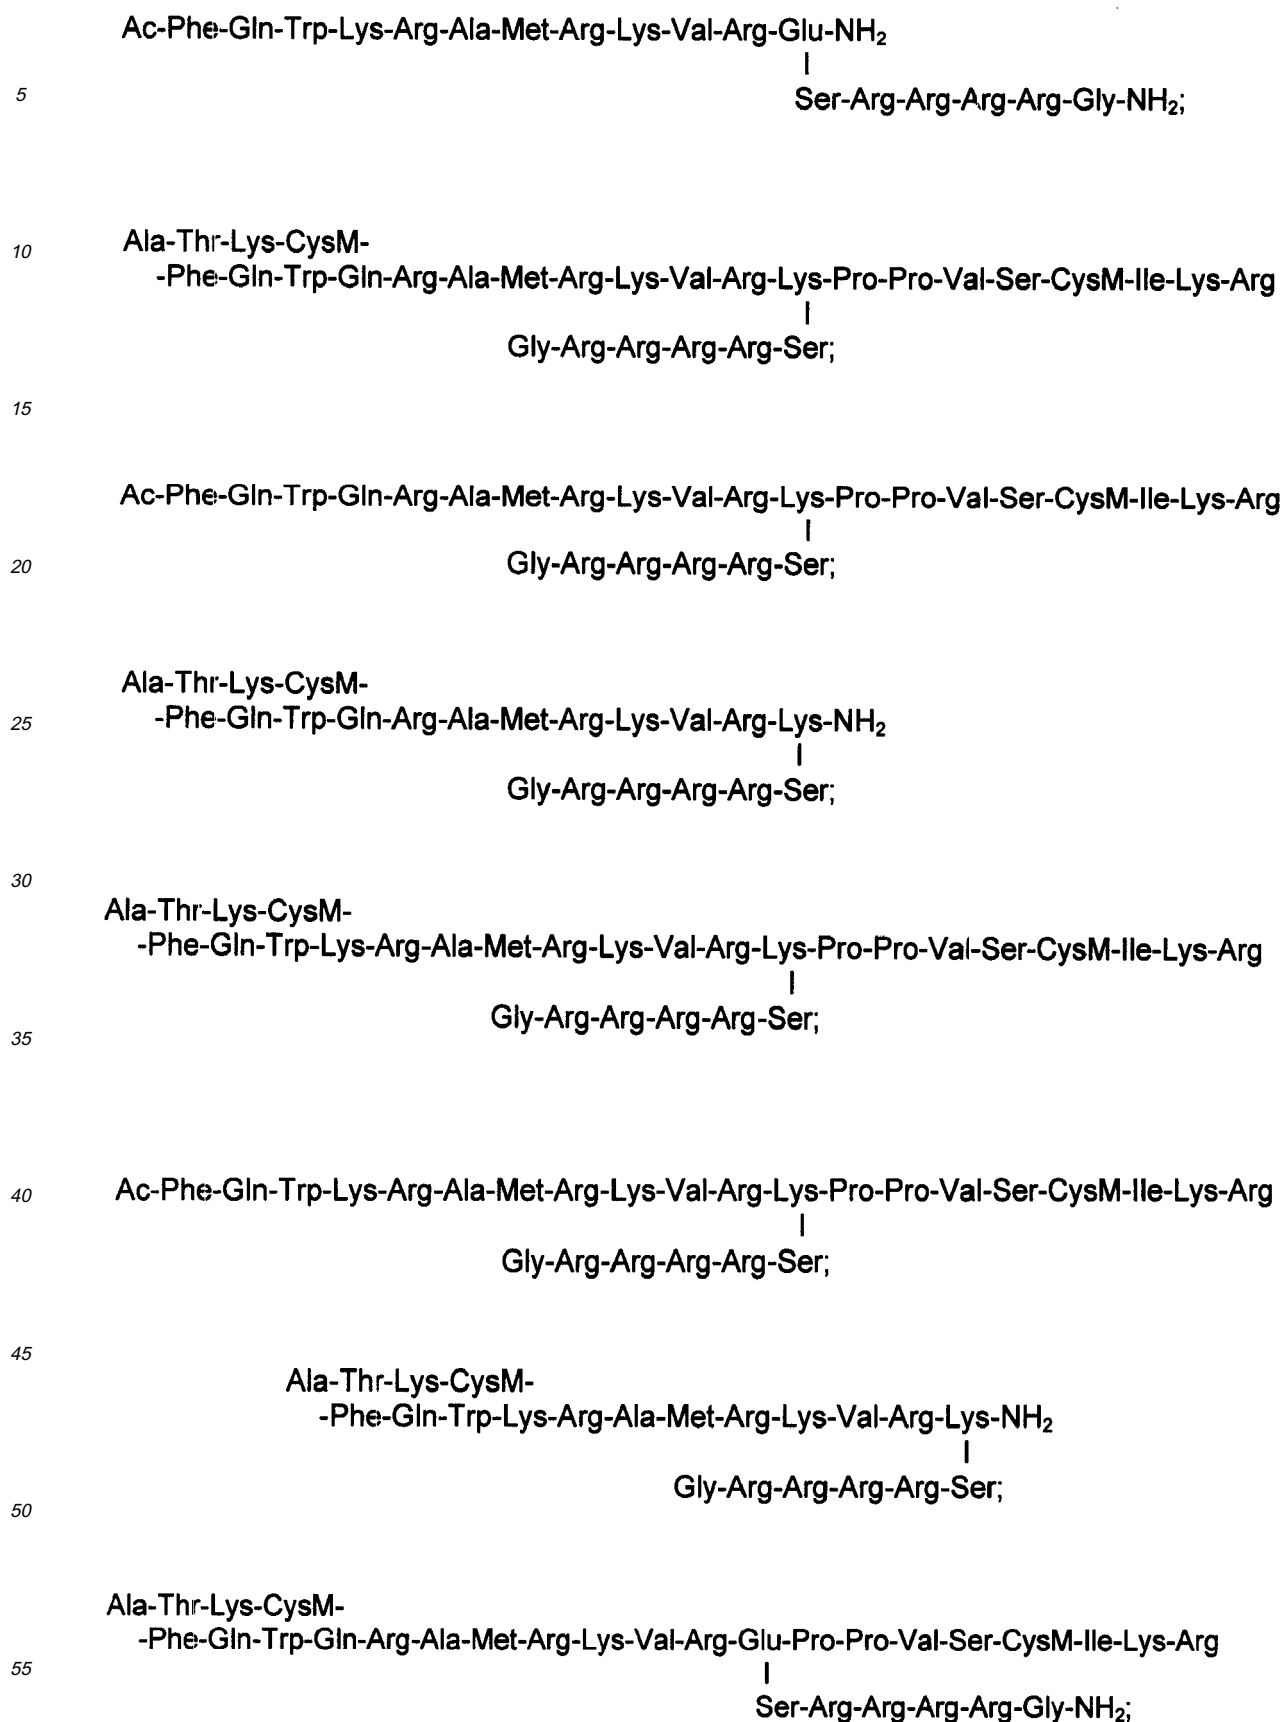 Ac-Phe-Gln-Trp-Lys-Arg-Ala-Met-Arg-Lys-Val-Arg-Glu-NH₂
|
5 Ser-Arg-Arg-Arg-Arg-Gly-NH₂;
10 Ala-Thr-Lys-CysM-
-Phe-Gln-Trp-Gln-Arg-Ala-Met-Arg-Lys-Val-Arg-Lys-Pro-Pro-Val-Ser-CysM-Ile-Lys-Arg
|
Gly-Arg-Arg-Arg-Arg-Ser;
15
Ac-Phe-Gln-Trp-Gln-Arg-Ala-Met-Arg-Lys-Val-Arg-Lys-Pro-Pro-Val-Ser-CysM-Ile-Lys-Arg
|
20 Gly-Arg-Arg-Arg-Arg-Ser;
Ala-Thr-Lys-CysM-
25 -Phe-Gln-Trp-Gln-Arg-Ala-Met-Arg-Lys-Val-Arg-Lys-NH₂
|
Gly-Arg-Arg-Arg-Arg-Ser;
30
Ala-Thr-Lys-CysM-
-Phe-Gln-Trp-Lys-Arg-Ala-Met-Arg-Lys-Val-Arg-Lys-Pro-Pro-Val-Ser-CysM-Ile-Lys-Arg
|
Gly-Arg-Arg-Arg-Arg-Ser;
35
40 Ac-Phe-Gln-Trp-Lys-Arg-Ala-Met-Arg-Lys-Val-Arg-Lys-Pro-Pro-Val-Ser-CysM-Ile-Lys-Arg
|
Gly-Arg-Arg-Arg-Arg-Ser;
45
Ala-Thr-Lys-CysM-
-Phe-Gln-Trp-Lys-Arg-Ala-Met-Arg-Lys-Val-Arg-Lys-NH₂
|
Gly-Arg-Arg-Arg-Arg-Ser;
50
Ala-Thr-Lys-CysM-
-Phe-Gln-Trp-Gln-Arg-Ala-Met-Arg-Lys-Val-Arg-Glu-Pro-Pro-Val-Ser-CysM-Ile-Lys-Arg
55 |
Ser-Arg-Arg-Arg-Arg-Gly-NH₂;